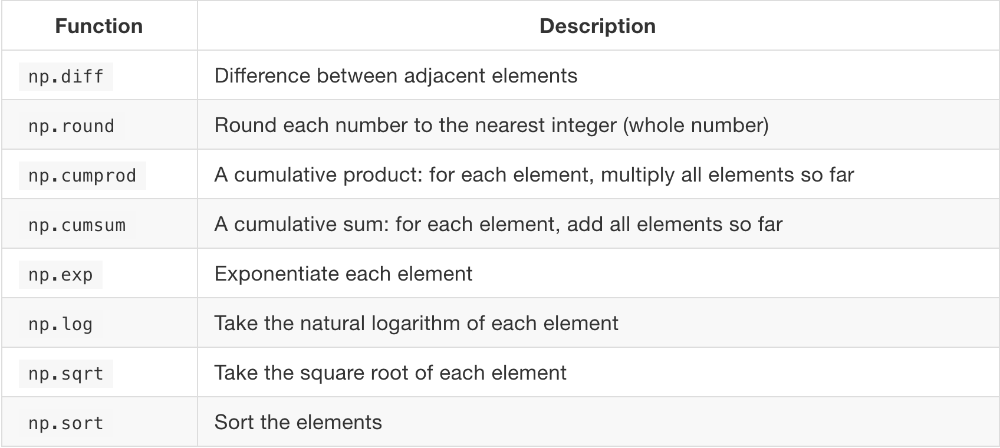 Function Description
np.diff Difference between adjacent elements
np.round Round each number to the nearest integer (whole number)
np.cumprod A cumulative product: for each element, multiply all elements so far
np.cumsum A cumulative sum: for each element, add all elements so far
np.exp Exponentiate each element
np.log Take the natural logarithm of each element
np.sqrt Take the square root of each element
np.sort Sort the elements